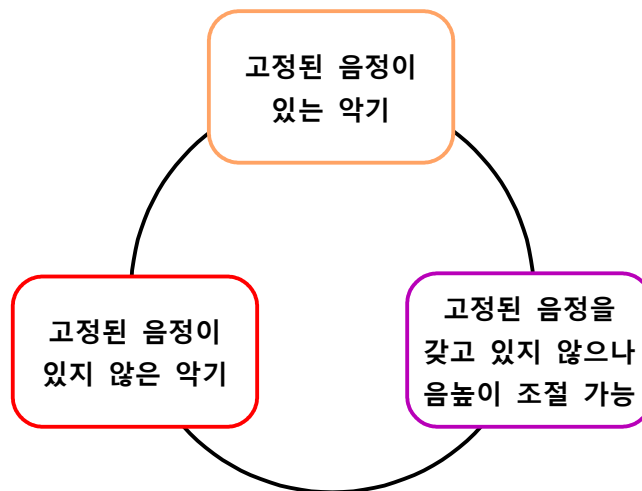 고정된 음정이
있는 악기
고정된 음정이
있지 않은 악기
고정된 음정을
갖고 있지 않으나
음높이 조절 가능